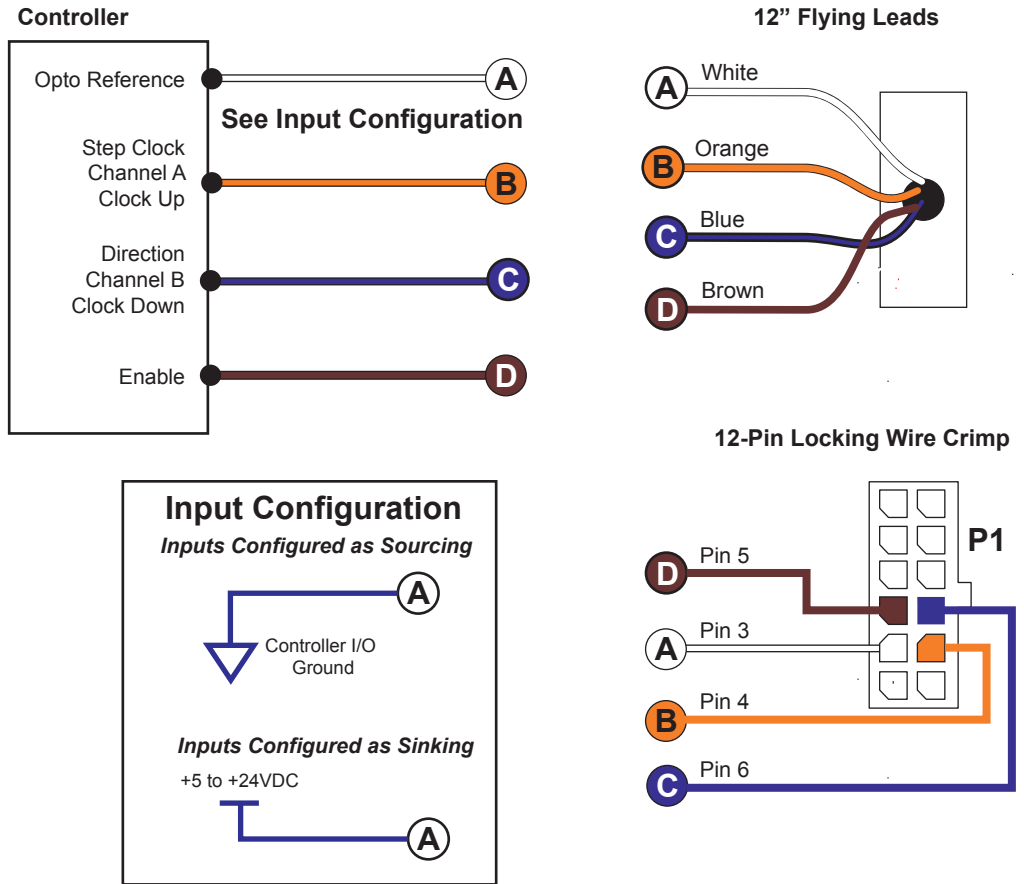 Controller
Opto Reference
A
See Input Configuration
Step Clock
Channel A
Clock Up
B
Direction
Channel B
Clock Down
C
Enable
D
12” Flying Leads
A
White
B
Orange
C
Blue
D
Brown
Input Configuration
Inputs Configured as Sourcing
A
Controller I/O
Ground
Inputs Configured as Sinking
+5 to +24VDC
A
12-Pin Locking Wire Crimp
P1
D
Pin 5
A
Pin 3
B
Pin 4
C
Pin 6